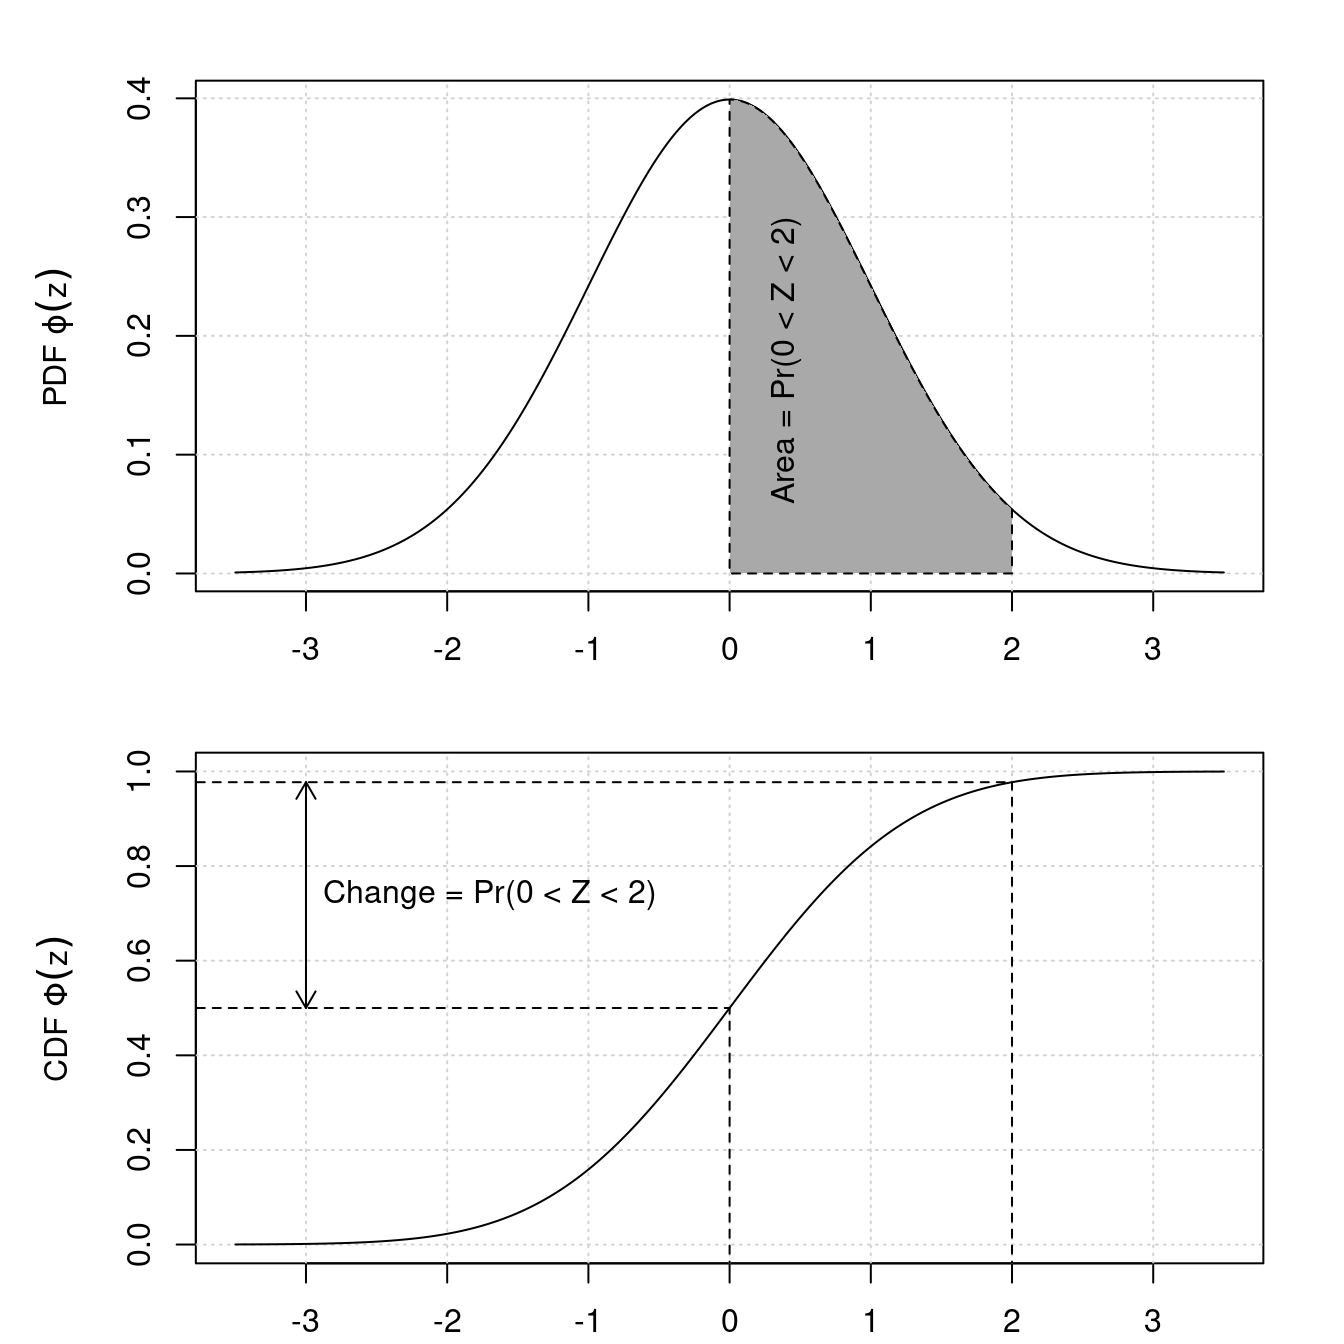 PDF ϕ(z)
0.4
0.3
0.2
0.1
0.0
Area = Pr(0 < Z < 2)
-3 -2 -1 0 1 2 3
CDF Φ(z)
1.0
0.8
0.6
0.4
0.2
0.0
Change = Pr(0 < Z < 2)
-3 -2 -1 0 1 2 3